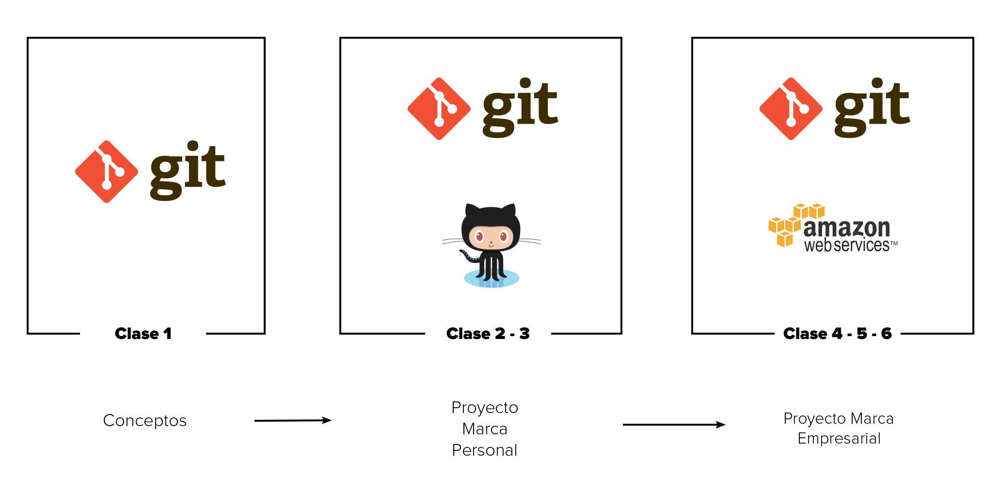 git
Clase 1
git
Clase 2 - 3
git
amazon
web services™
Clase 4 - 5 - 6
Conceptos
Proyecto
Marca
Personal
Proyecto Marca
Empresarial